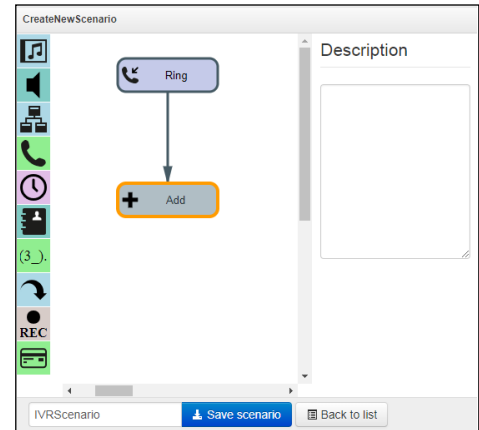 CreateNewScenario
Description
Ring
Add
(3_).
REC
IVRScenario
Save scenario
Back to list